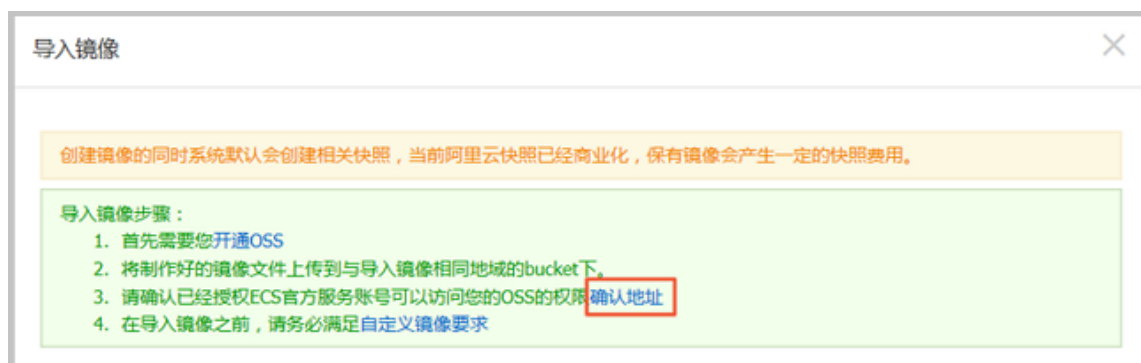 导入镜像
创建镜像的同时系统默认会创建相关快照，当前阿里云快照已经商业化，保有镜像会产生一定的快照费用。
导入镜像步骤：
1. 首先需要您开通OSS
2. 将制作好的镜像文件上传到与导入镜像相同地域的bucket下。
3. 请确认已经授权ECS官方服务账号可以访问您的OSS的权限确认地址
4. 在导入镜像之前，请务必满足自定义镜像要求